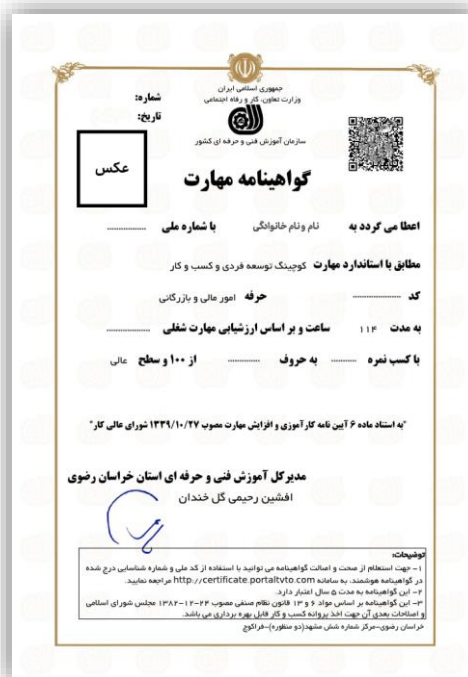 جمهوری اسلامی ایران
وزارت تعاون، کار و رفاه اجتماعی
شماره:
تاریخ:
سازمان آموزش فنی و حرفه ای کشور
عکس
گواهینامه مهارت
اعطا می گردد به نام و نام خانوادگی با شماره ملی ..............
مطابق با استاندارد مهارت کوچینگ توسعه فردی و کسب و کار
کد .............. حرفه امور مالی و بازرگانی
به مدت ۱۱۴ ساعت و بر اساس ارزشیابی مهارت شغلی ..............
با کسب نمره .......... به حروف ............ از ۱۰۰ و سطح عالی
"به استناد ماده ۶ آیین نامه کارآموزی و افزایش مهارت مصوب ۱۳۳۹/۱۰/۲۷ شورای عالی کار"
مدیرکل آموزش فنی و حرفه ای استان خراسان رضوی
افشین رحیمی گل خندان
توضیحات:
۱- جهت استعلام از صحت و اصالت گواهینامه می توانید با استفاده از کد ملی و شماره شناسایی درج شده
در گواهینامه هوشمند، به سامانه http://certificate.portaltvto.com مراجعه نمایید.
۲- این گواهینامه به مدت ۵ سال اعتبار دارد.
۳- این گواهینامه بر اساس مواد ۶ و ۱۳ قانون نظام صنفی مصوب ۲۴-۱۲-۱۳۸۲ مجلس شورای اسلامی
و اصلاحات بعدی آن جهت اخذ پروانه کسب و کار قابل بهره برداری می باشد.
خراسان رضوی-مرکز شماره شش مشهد(دو منظوره)-فراکوچ